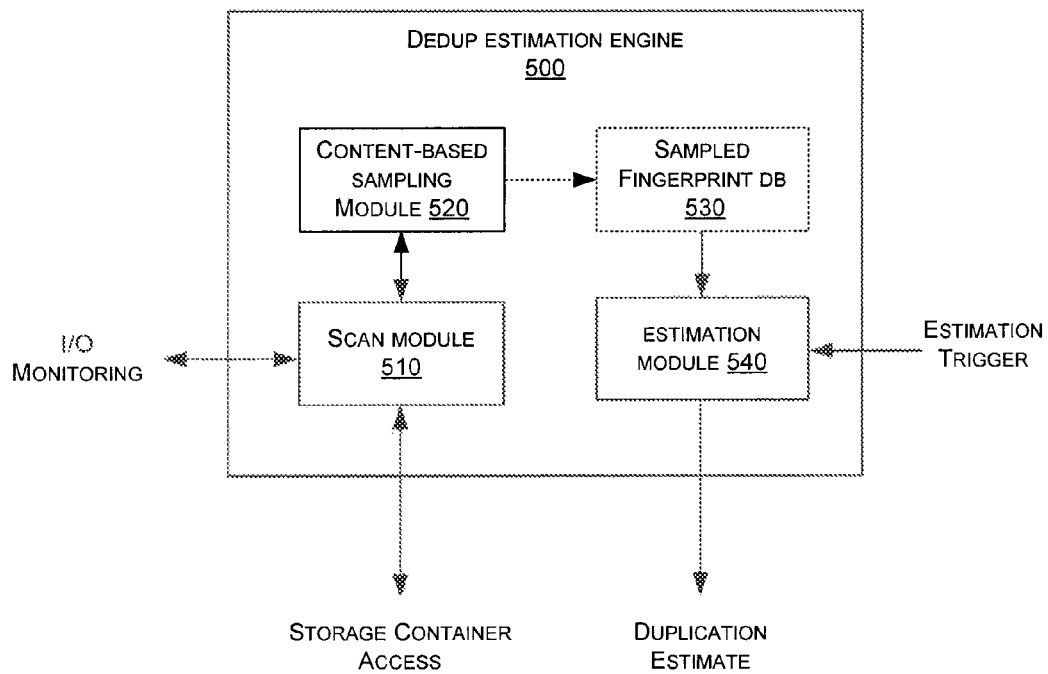 DEDUP ESTIMATION ENGINE
500
CONTENT-BASED
SAMPLING
MODULE 520
SAMPLED
FINGERPRINT DB
530
SCAN MODULE
510
ESTIMATION
MODULE 540
I/O
MONITORING
ESTIMATION
TRIGGER
STORAGE CONTAINER
ACCESS
DUPLICATION
ESTIMATE